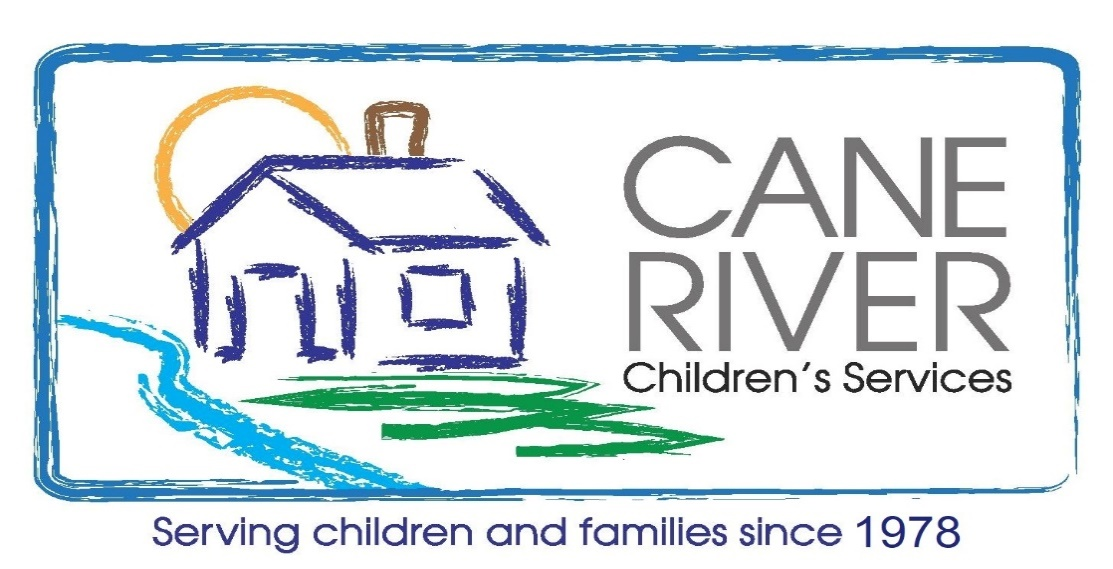 CANE
RIVER
Children's Services
Serving children and families since 1978